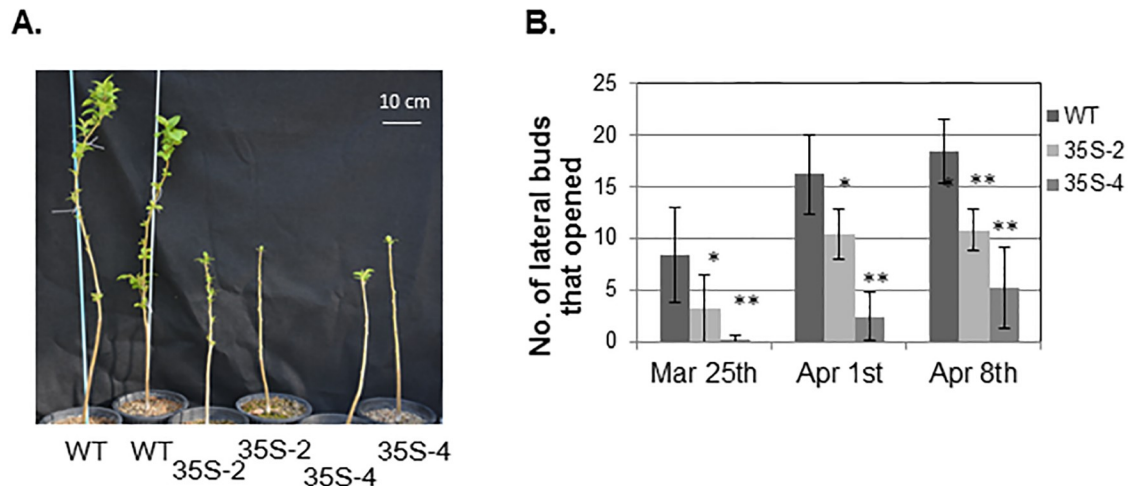 A.
10 cm
WT WT 35S-2 35S-2 35S-4 35S-4
B.
No. of lateral buds
that opened
25
20
15
10
5
0
*
**
*
**
*
**
**
Mar 25th Apr 1st Apr 8th
WT
35S-2
35S-4